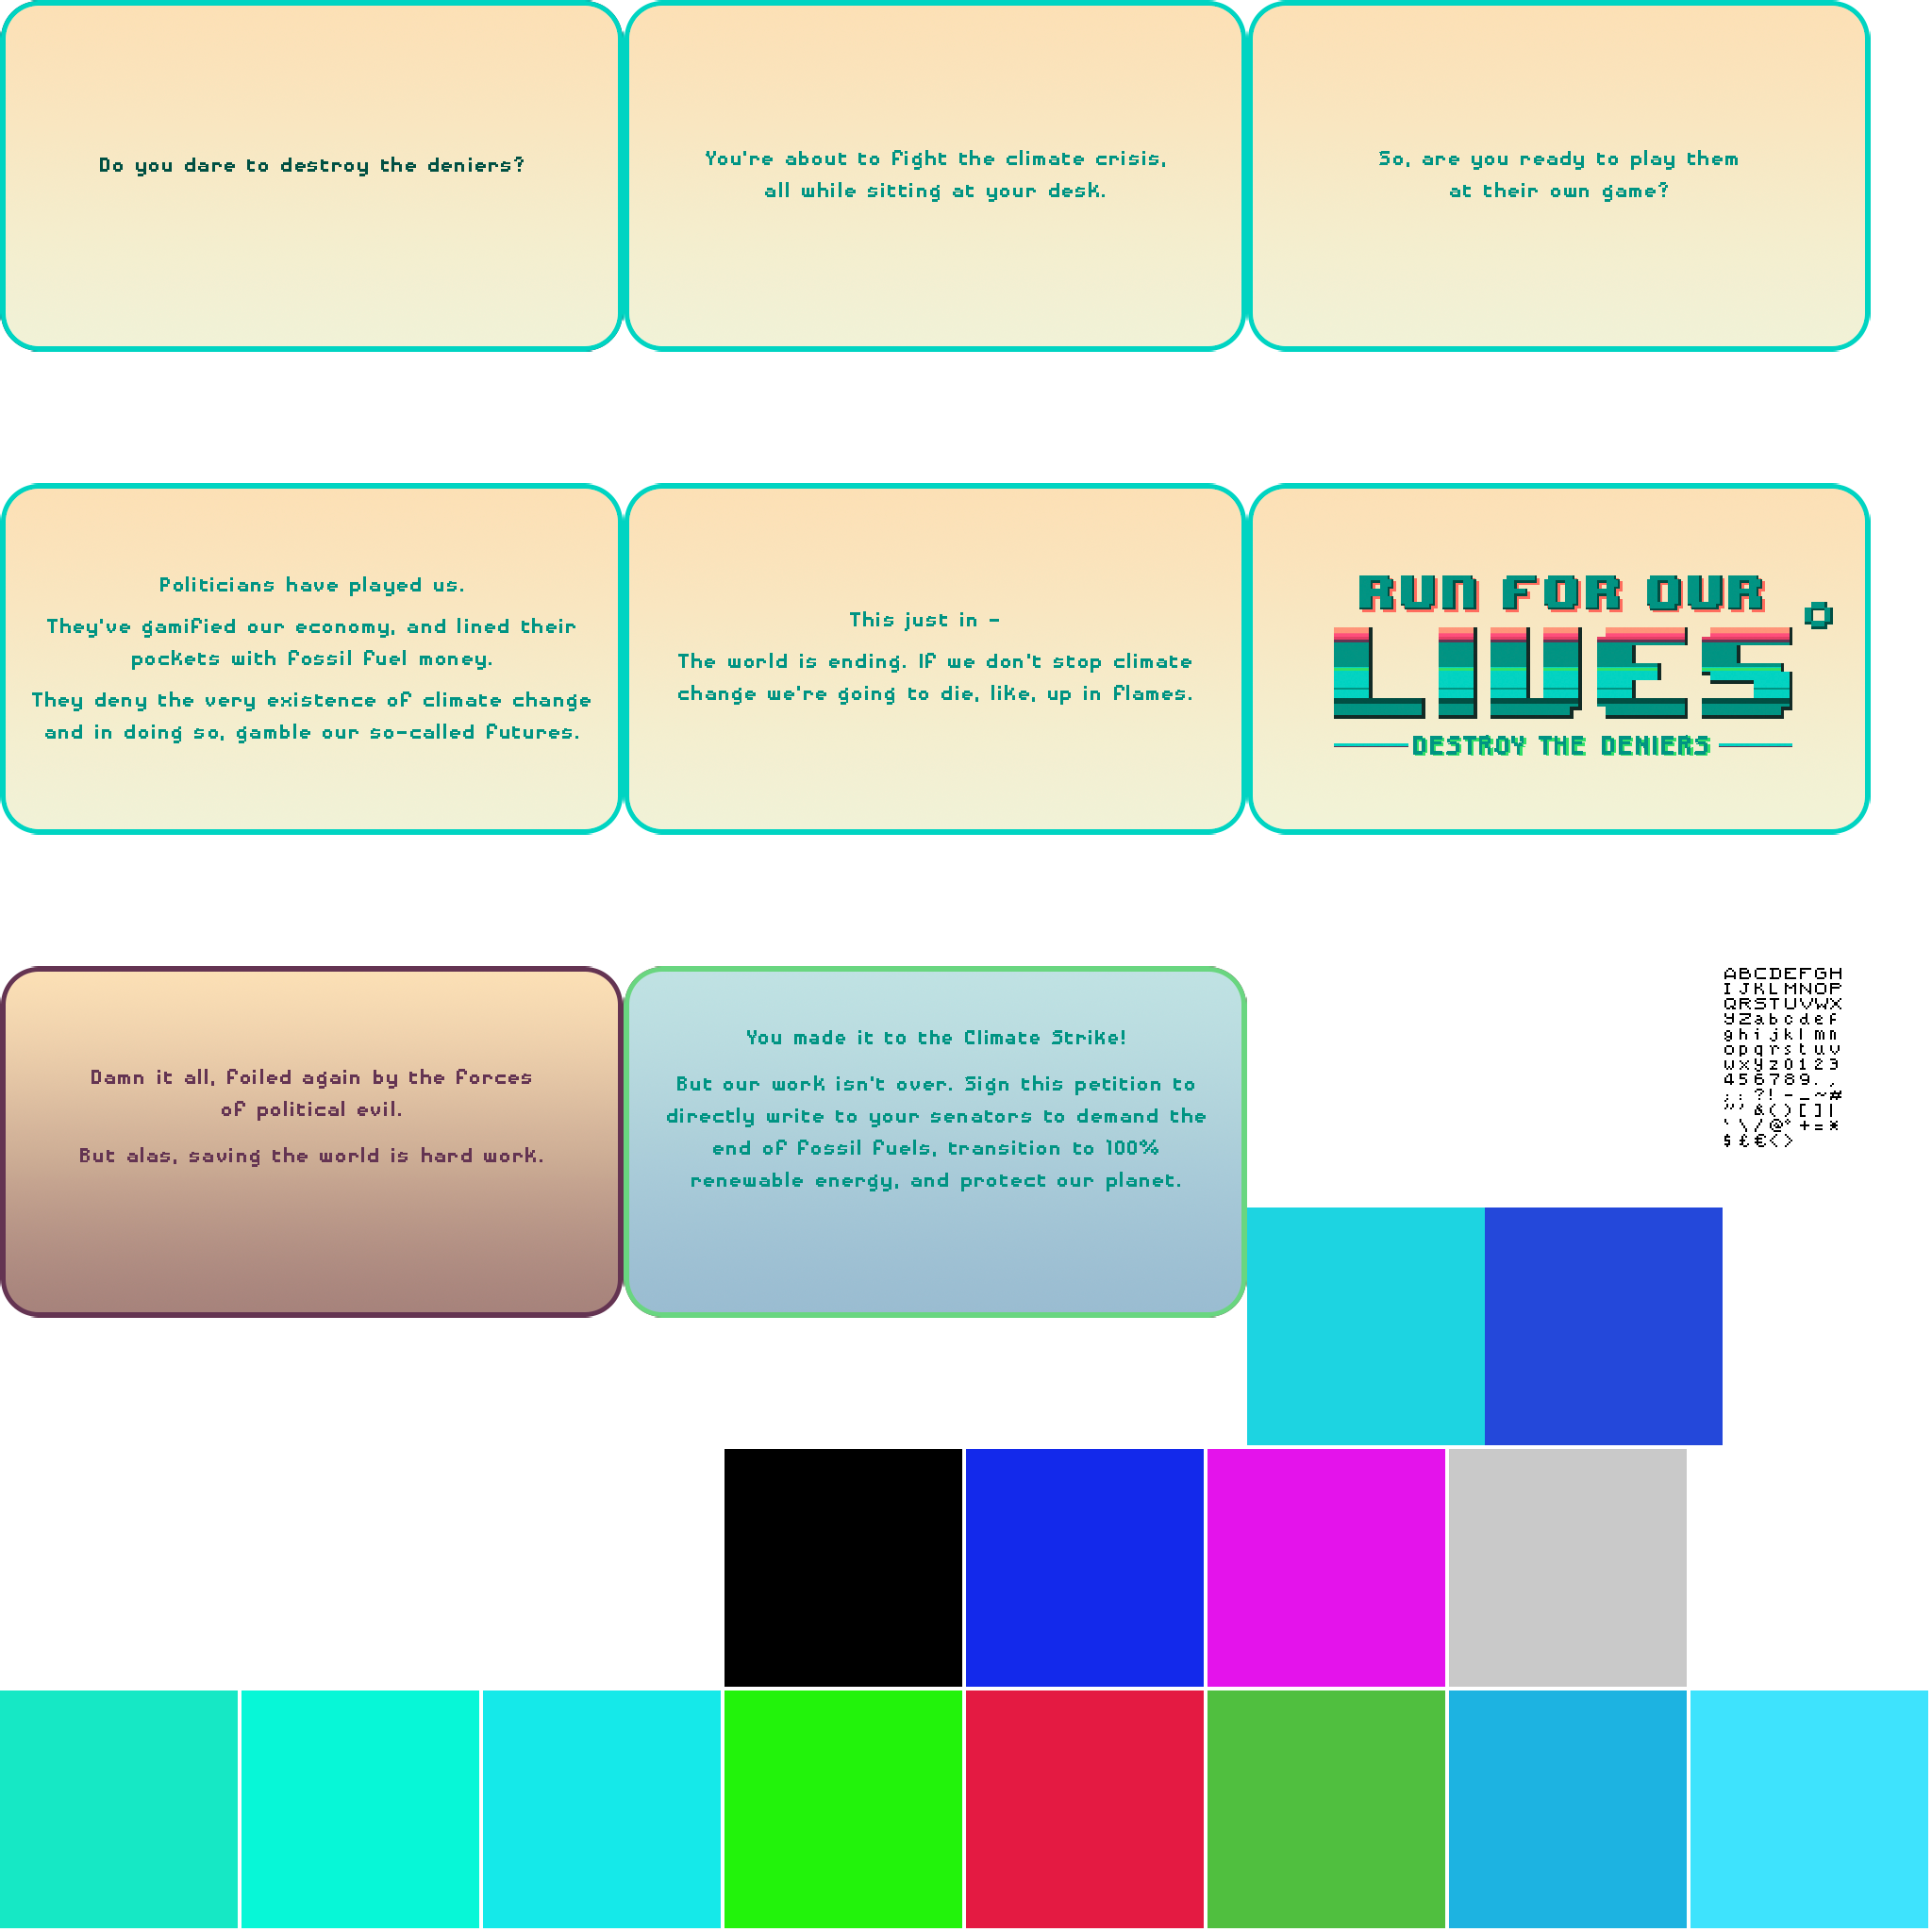 Do you dare to destroy the deniers?
You're about to fight the climate crisis,
all while sitting at your desk.
So, are you ready to play them
at their own game?
Politicians have played us.
They've gamified our economy, and lined their
pockets with fossil fuel money.
They deny the very existence of climate change
and in doing so, gamble our so-called futures.
This just in -
The world is ending. If we don't stop climate
change we're going to die, like, up in flames.
RUN FOR OUR
LIVES°
DESTROY THE DENIERS
Damn it all, foiled again by the forces
of political evil.
But alas, saving the world is hard work.
You made it to the Climate Strike!
But our work isn't over. Sign this petition to
directly write to your senators to demand the
end of fossil fuels, transition to 100%
renewable energy, and protect our planet.
ABCDEFGH
IJKLMNOP
QRSTUVWX
YZabcdef
ghijklmn
opqrstuv
wxyz0123
456789.,
;:?!-_~#
"'&()[]|
`\/@°+=*
$£€<>